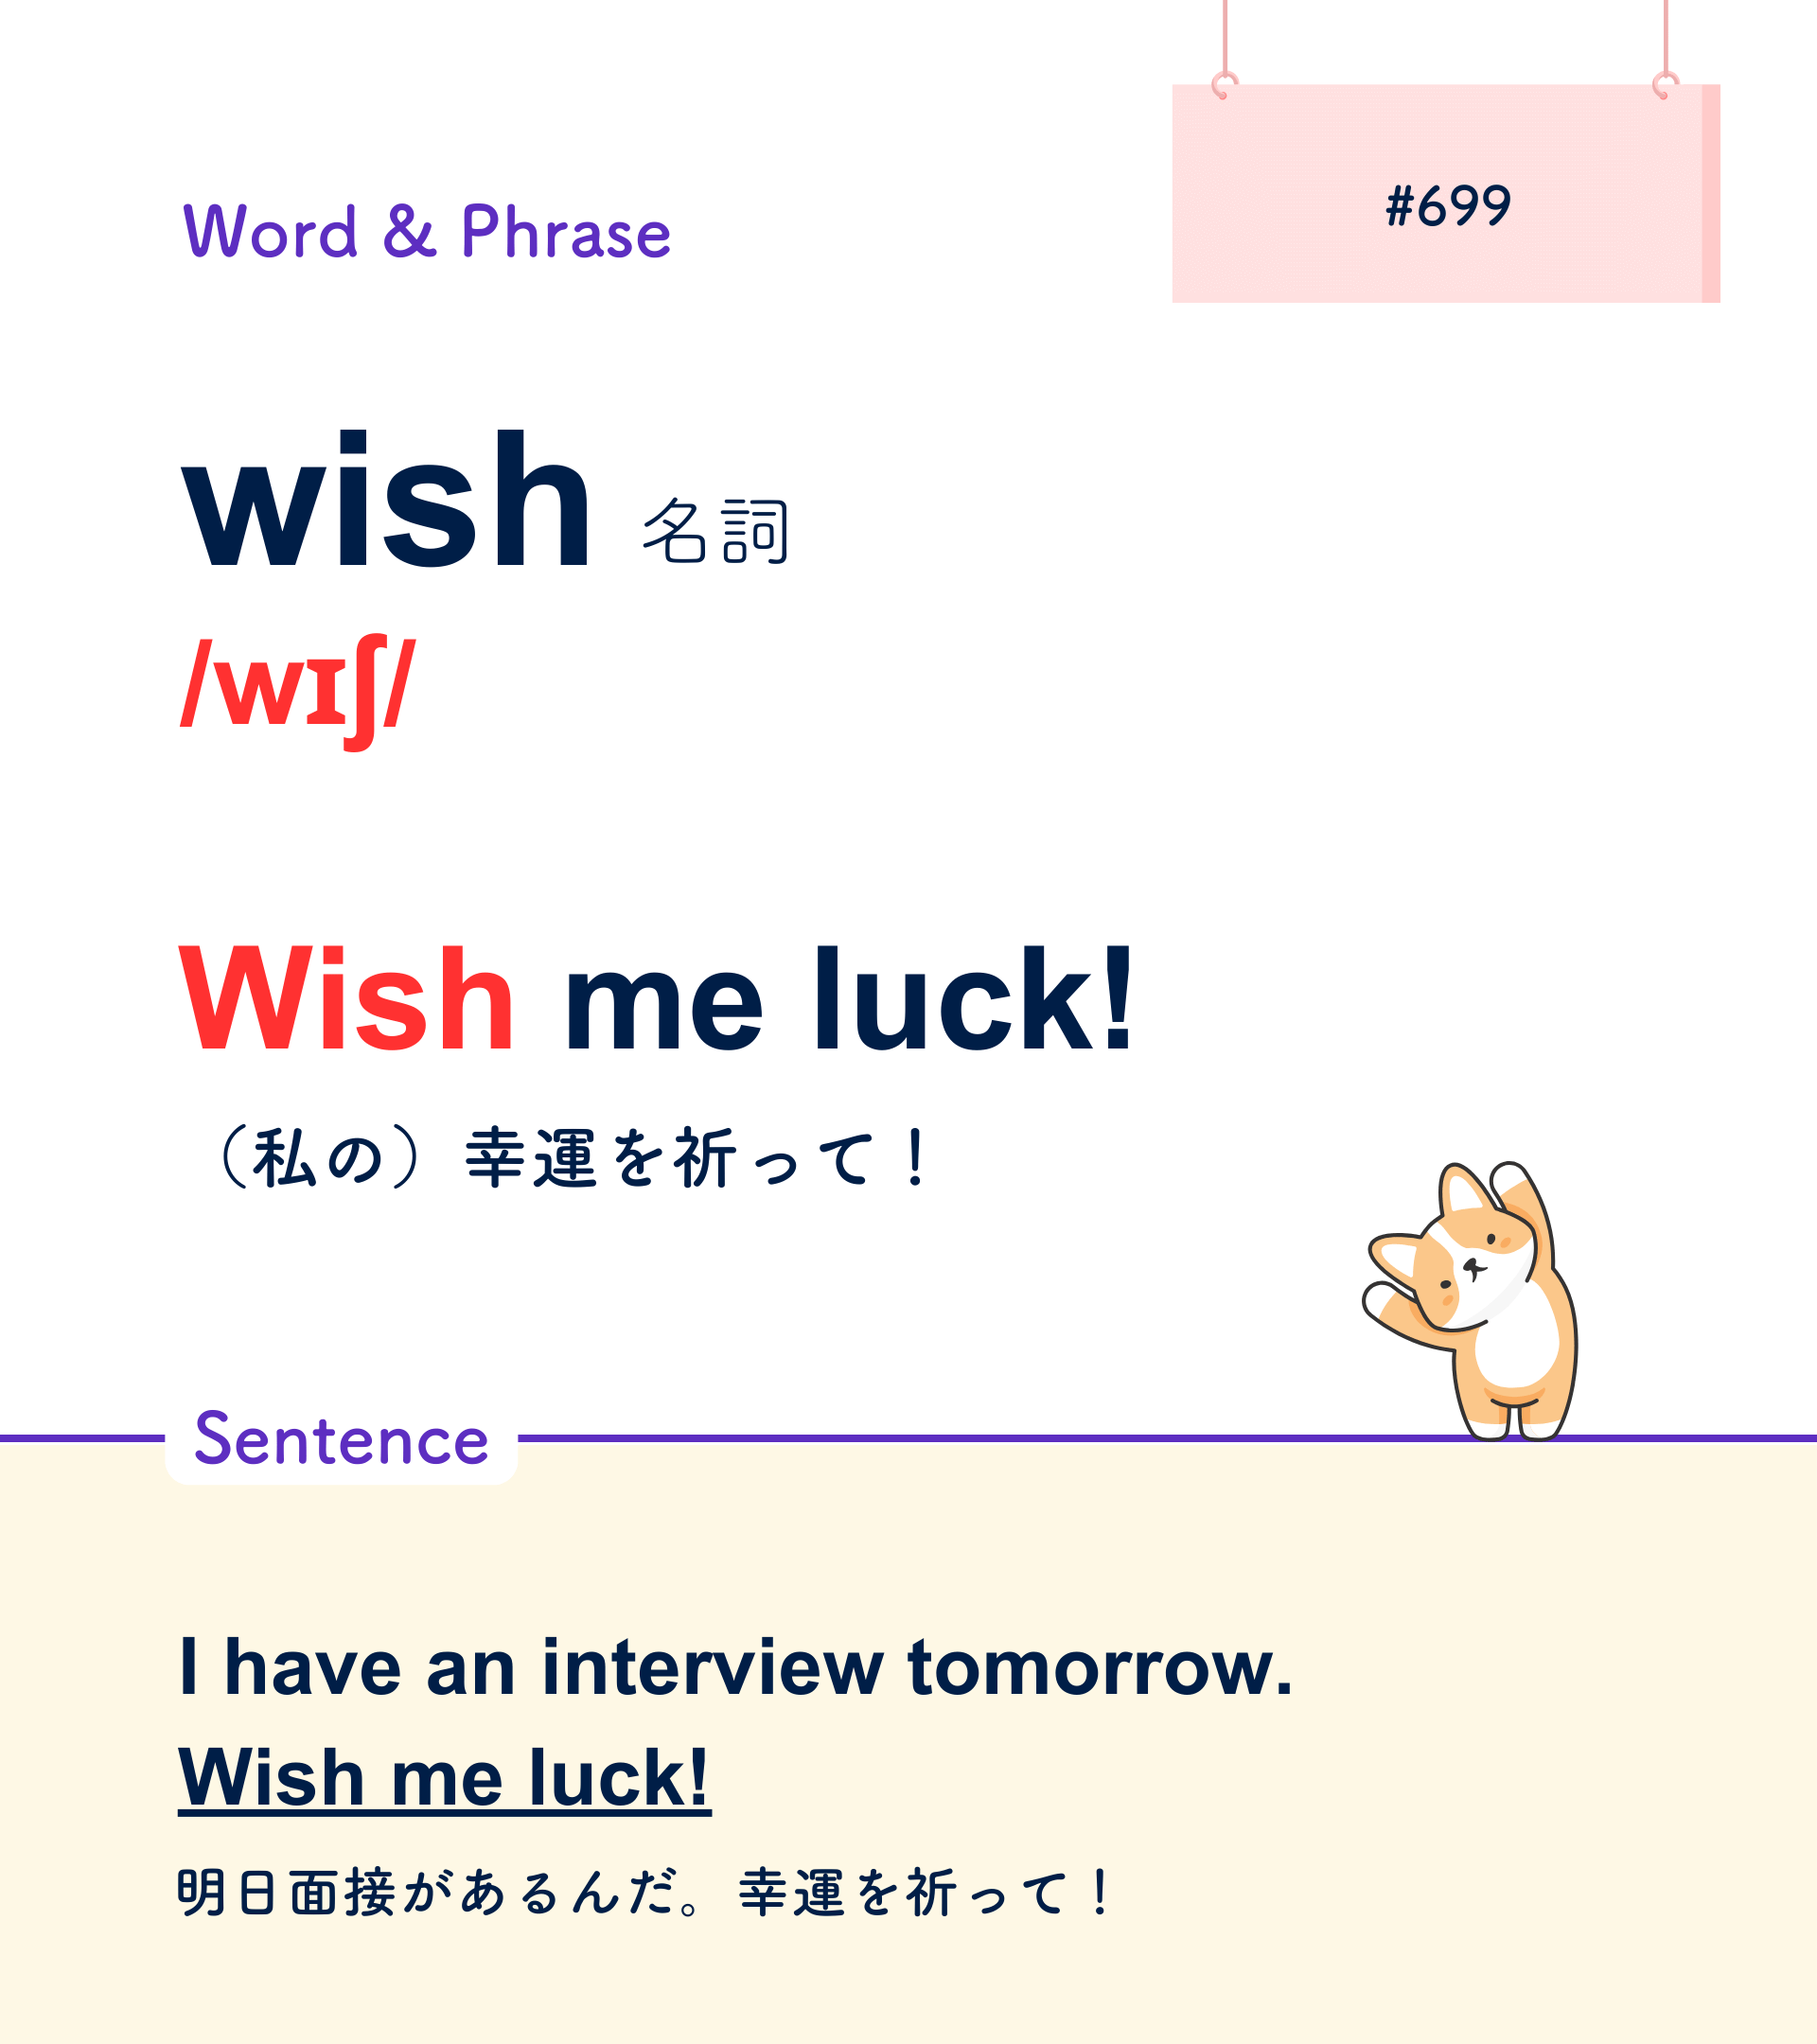 #699
Word & Phrase
wish 名詞
/wɪʃ/
Wish me luck!
（私の）幸運を祈って！
Sentence
I have an interview tomorrow.
Wish me luck!
明日面接があるんだ。幸運を祈って！